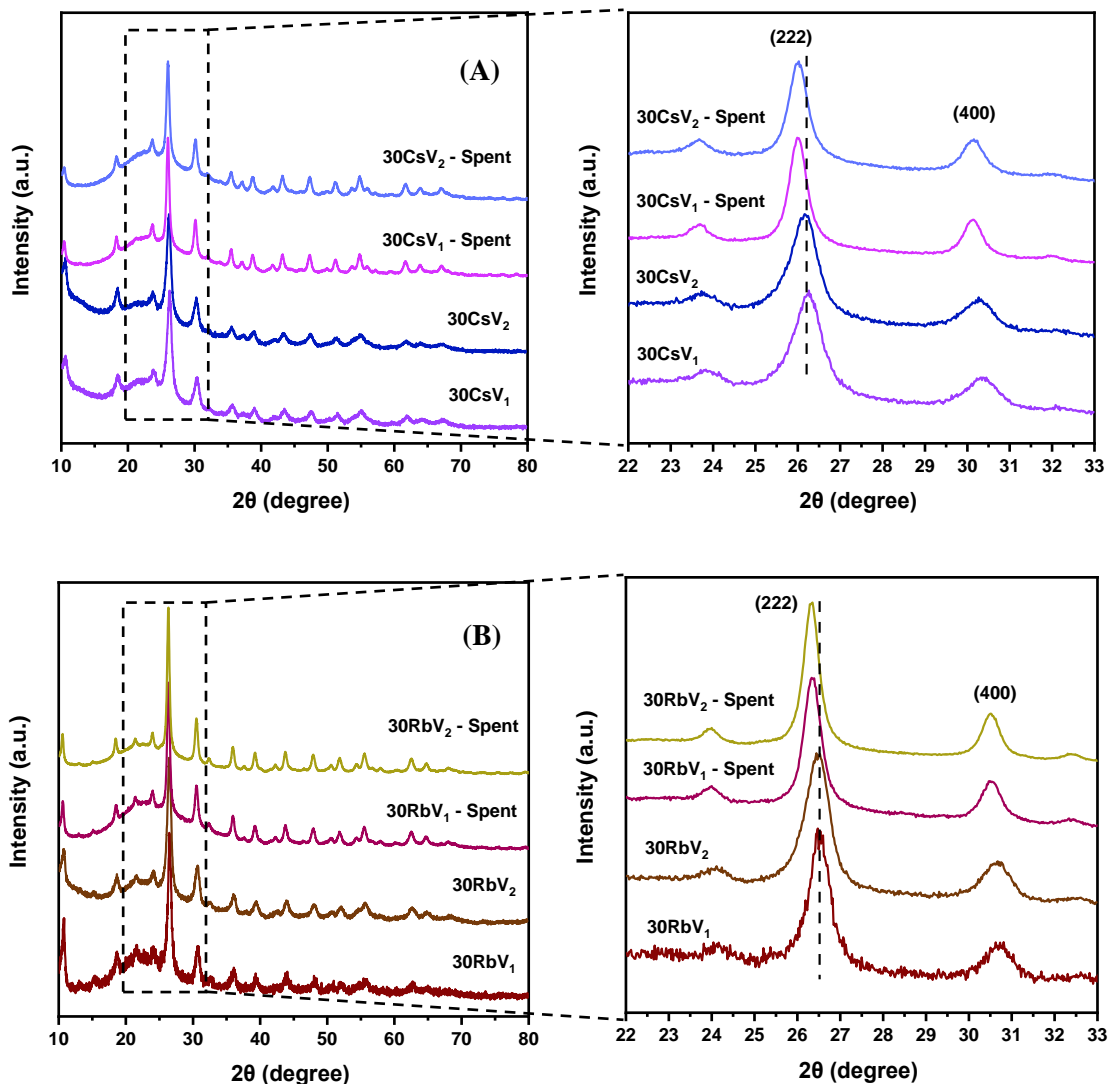 (A)
Intensity (a.u.)
30CsV₂ - Spent
30CsV₁ - Spent
30CsV₂
30CsV₁
10 20 30 40 50 60 70 80
2θ (degree)
(222)
(400)
Intensity (a.u.)
30CsV₂ - Spent
30CsV₁ - Spent
30CsV₂
30CsV₁
22 23 24 25 26 27 28 29 30 31 32 33
2θ (degree)
(B)
Intensity (a.u.)
30RbV₂ - Spent
30RbV₁ - Spent
30RbV₂
30RbV₁
10 20 30 40 50 60 70 80
2θ (degree)
(222)
(400)
Intensity (a.u.)
30RbV₂ - Spent
30RbV₁ - Spent
30RbV₂
30RbV₁
22 23 24 25 26 27 28 29 30 31 32 33
2θ (degree)